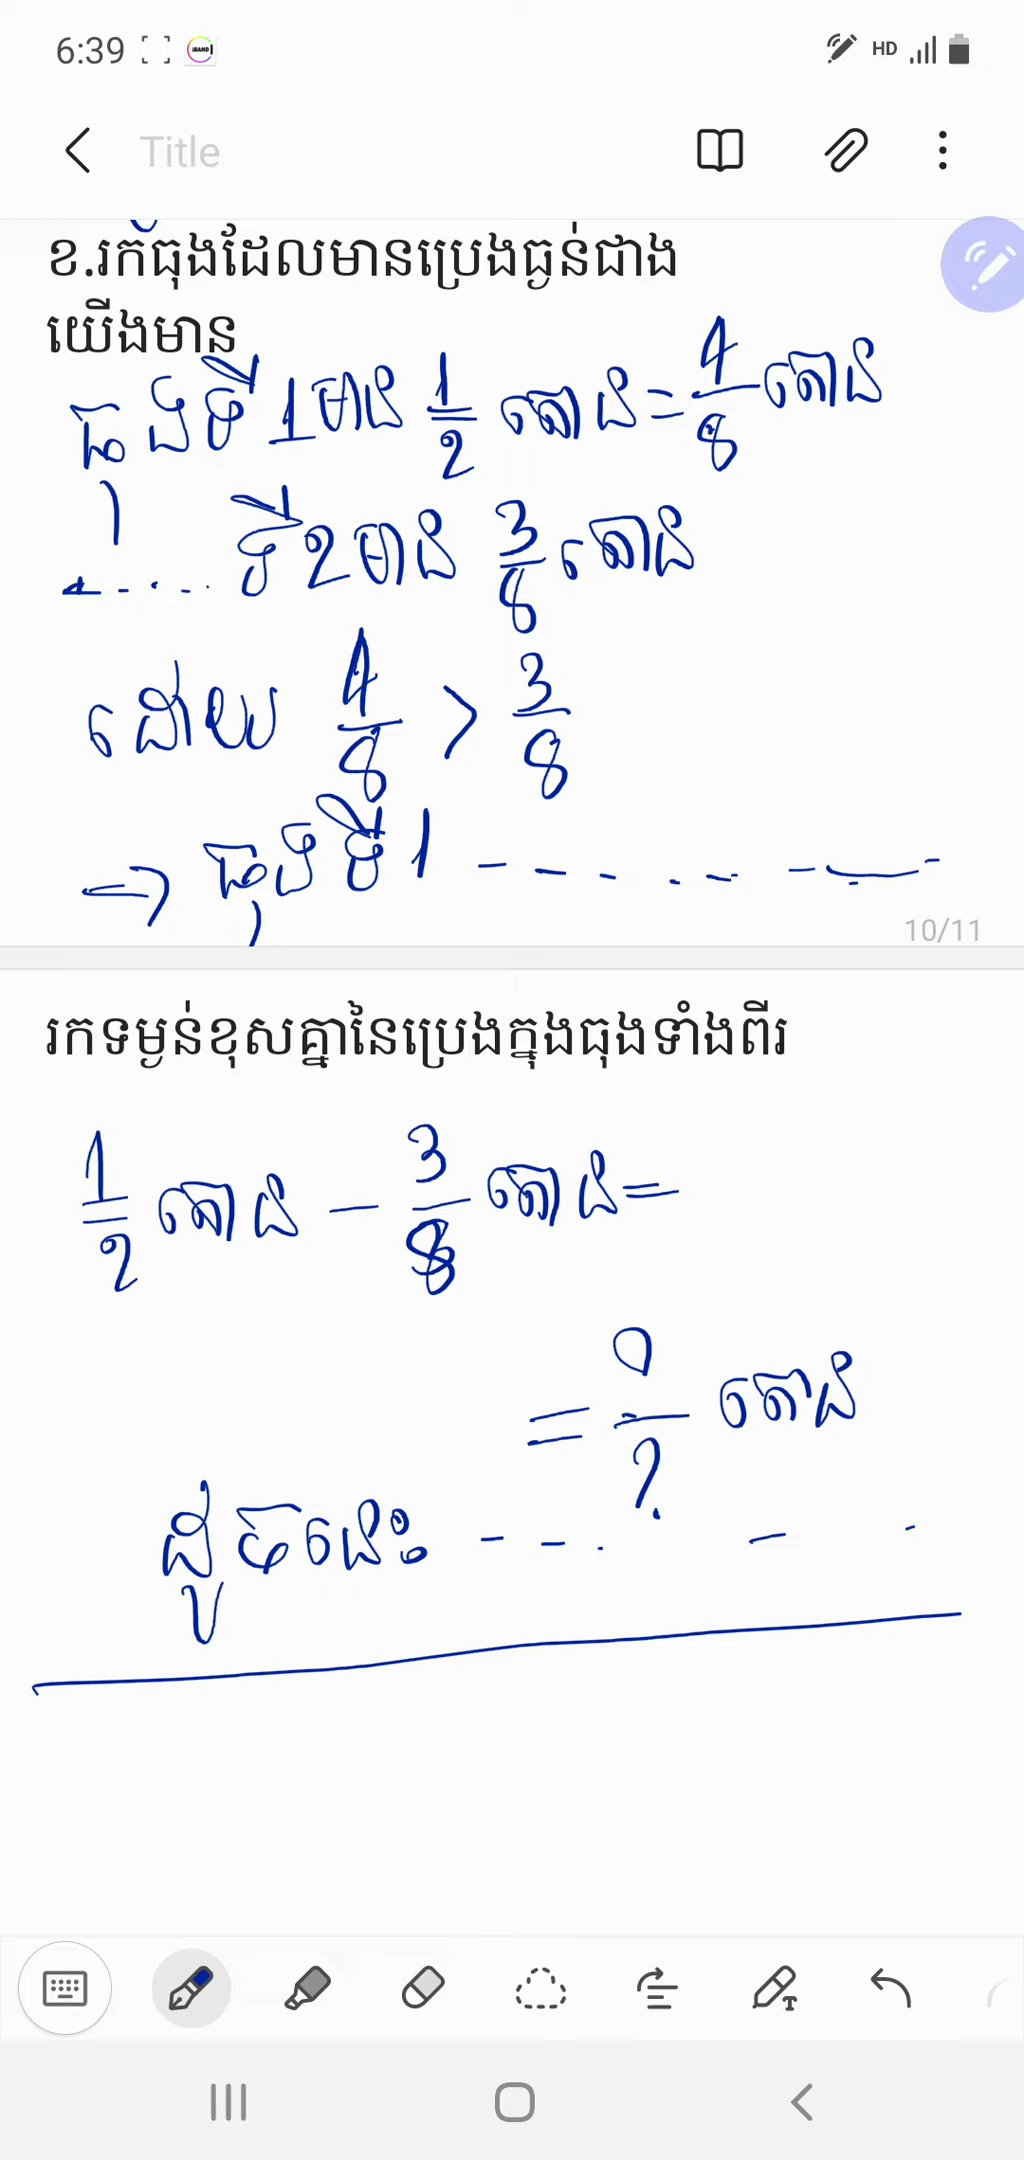 6:39 iBAND HD
Title
ខ.រកធុងដែលមានប្រេងធ្ងន់ជាង
យើងមាន
ធុងទី1មាន 1/2 តោន=4/8តោន
.... ទី2មាន 3/8 តោន
ដោយ 4/8 > 3/8
→ ធុងទី1 - - - - - - -
10/11
រកទម្ងន់ខុសគ្នានៃប្រេងក្នុងធុងទាំងពីរ
1/2 តោន - 3/8 តោន=
= ?/? តោន
ដូចនេះ - - . - .